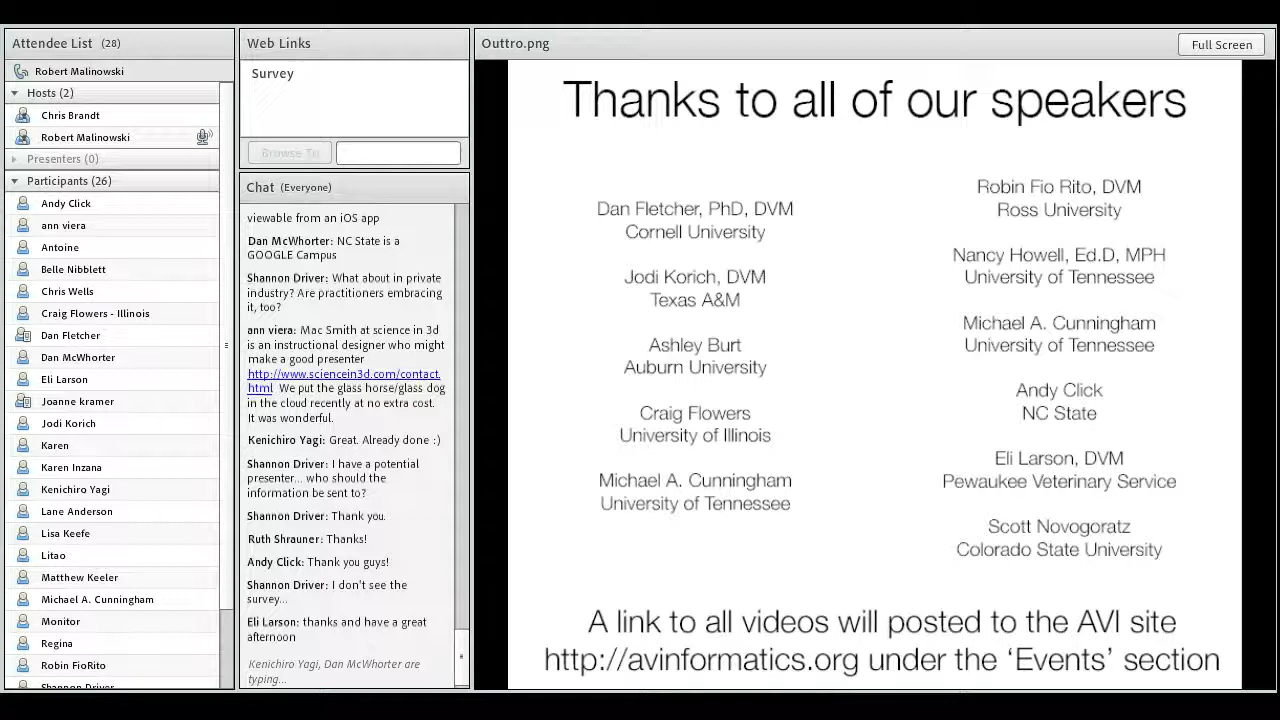 Attendee List (28)
Robert Malinowski
Hosts (2)
Chris Brandt
Robert Malinowski
Presenters (0)
Participants (26)
Andy Click
ann viera
Antoine
Belle Nibblett
Chris Wells
Craig Flowers - Illinois
Dan Fletcher
Dan McWhorter
Eli Larson
Joanne kramer
Jodi Korich
Karen
Karen Inzana
Kenichiro Yagi
Lane Anderson
Lisa Keefe
Litao
Matthew Keeler
Michael A. Cunningham
Monitor
Regina
Robin FioRito
Shannon Driver
Web Links
Survey
Browse To
Chat (Everyone)
viewable from an iOS app
Dan McWhorter: NC State is a
GOOGLE Campus
Shannon Driver: What about in private
industry? Are practitioners embracing
it, too?
ann viera: Mac Smith at science in 3d
is an instructional designer who might
make a good presenter
http://www.sciencein3d.com/contact.
html We put the glass horse/glass dog
in the cloud recently at no extra cost.
It was wonderful.
Kenichiro Yagi: Great. Already done :)
Shannon Driver: I have a potential
presenter... who should the
information be sent to?
Shannon Driver: Thank you.
Ruth Shrauner: Thanks!
Andy Click: Thank you guys!
Shannon Driver: I don't see the
survey...
Eli Larson: thanks and have a great
afternoon
Kenichiro Yagi, Dan McWhorter are
typing...
Outtro.png
Full Screen
Thanks to all of our speakers
Dan Fletcher, PhD, DVM
Cornell University
Jodi Korich, DVM
Texas A&M
Ashley Burt
Auburn University
Craig Flowers
University of Illinois
Michael A. Cunningham
University of Tennessee
Robin Fio Rito, DVM
Ross University
Nancy Howell, Ed.D, MPH
University of Tennessee
Michael A. Cunningham
University of Tennessee
Andy Click
NC State
Eli Larson, DVM
Pewaukee Veterinary Service
Scott Novogoratz
Colorado State University
A link to all videos will posted to the AVI site
http://avinformatics.org under the ‘Events’ section